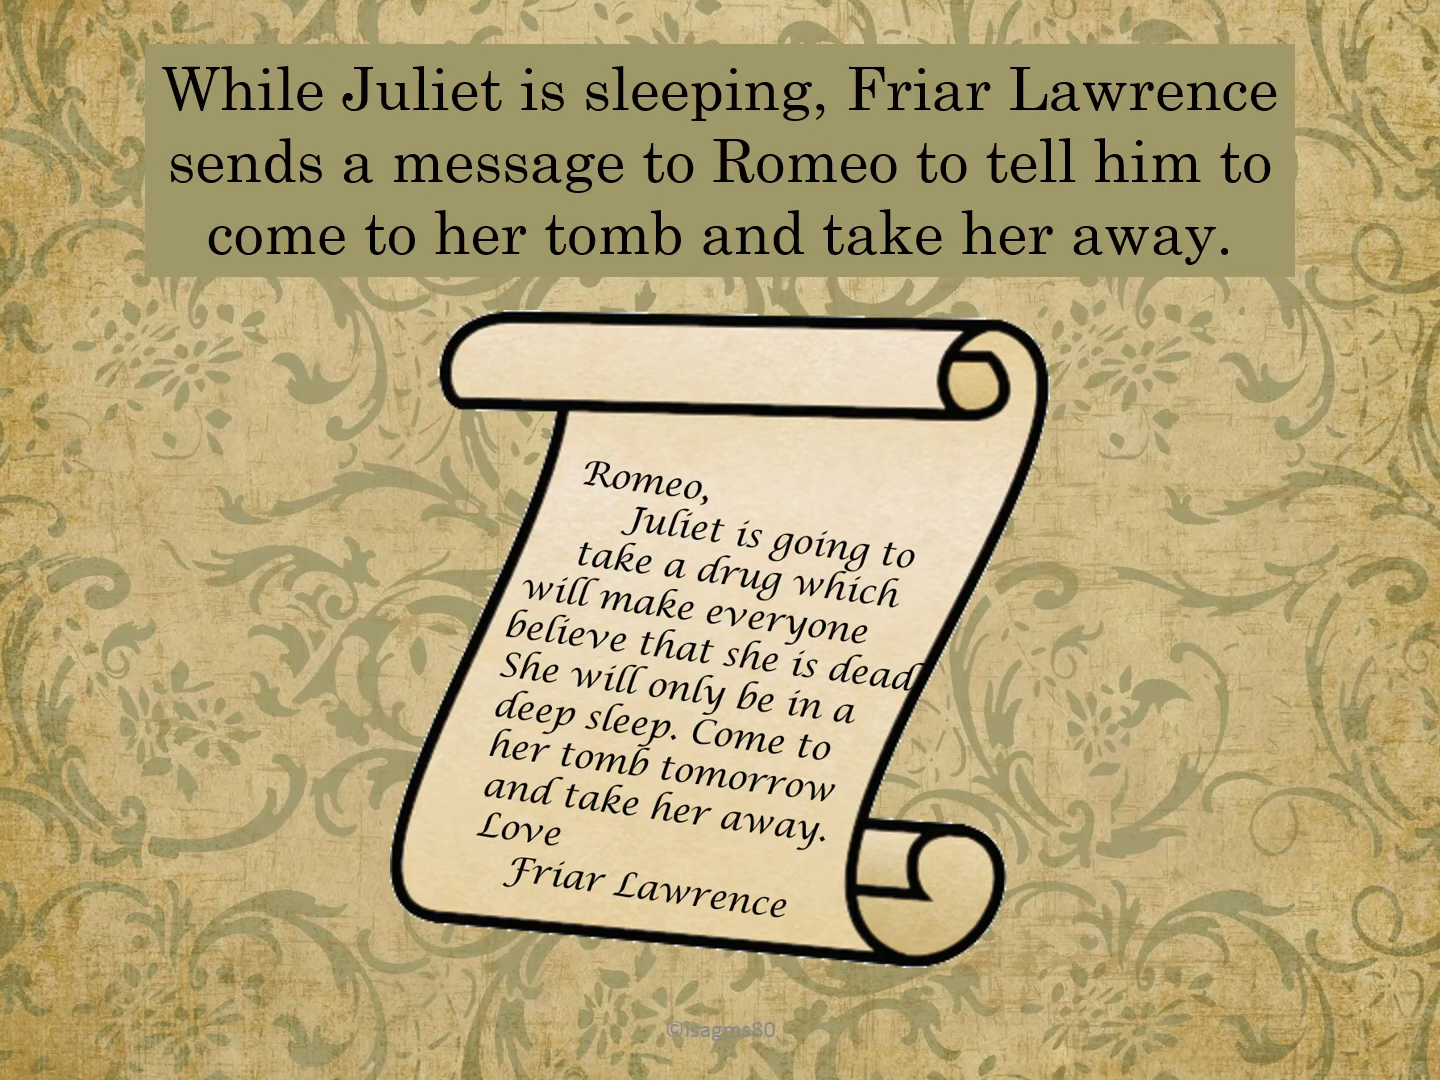 While Juliet is sleeping, Friar Lawrence
sends a message to Romeo to tell him to
come to her tomb and take her away.
Romeo,
Juliet is going to
take a drug which
will make everyone
believe that she is dead
She will only be in a
deep sleep. Come to
her tomb tomorrow
and take her away.
Love
Friar Lawrence
©isagms80